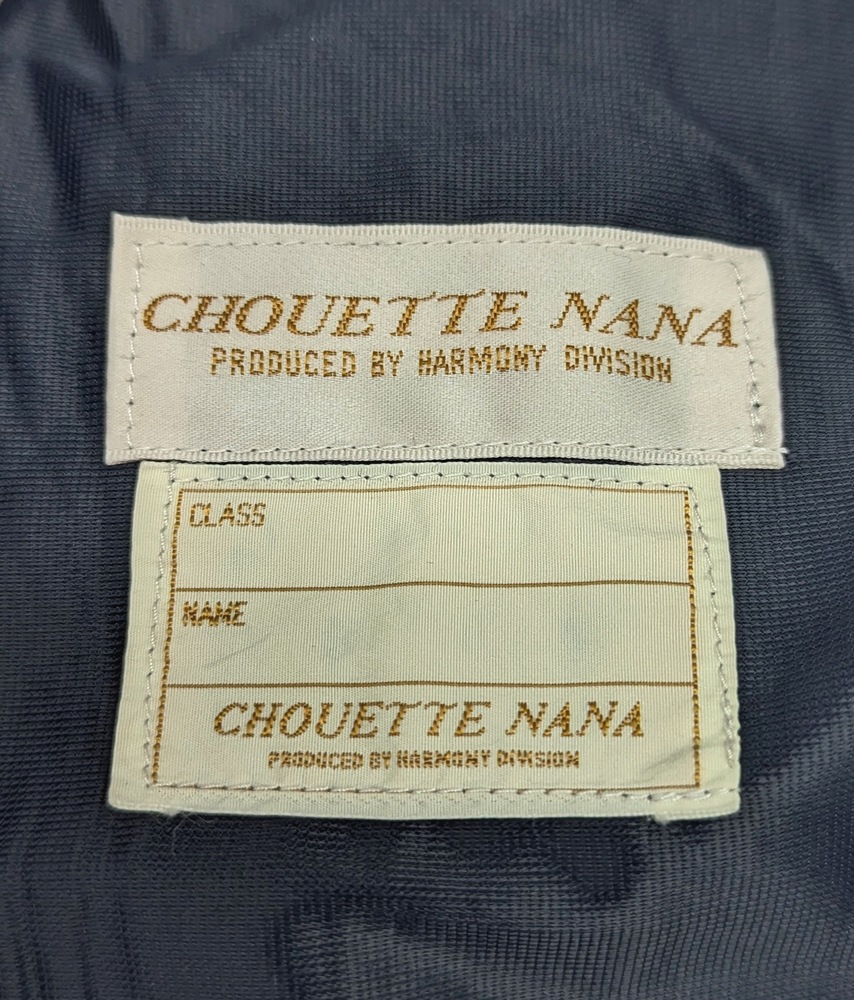 CHOUETTE NANA
PRODUCED BY HARMONY DIVISION
CLASS
NAME
CHOUETTE NANA
PRODUCED BY HARMONY DIVISION